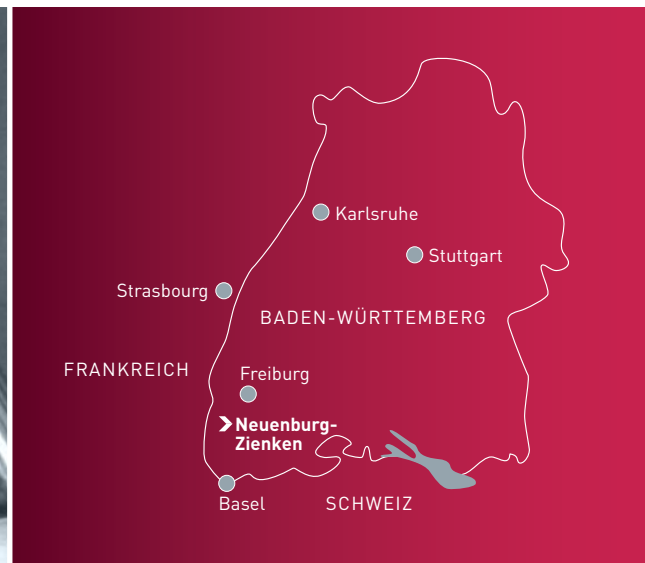 Karlsruhe
Stuttgart
Strasbourg
BADEN-WÜRTTEMBERG
FRANKREICH
Freiburg
Neuenburg-
Zienken
Basel
SCHWEIZ